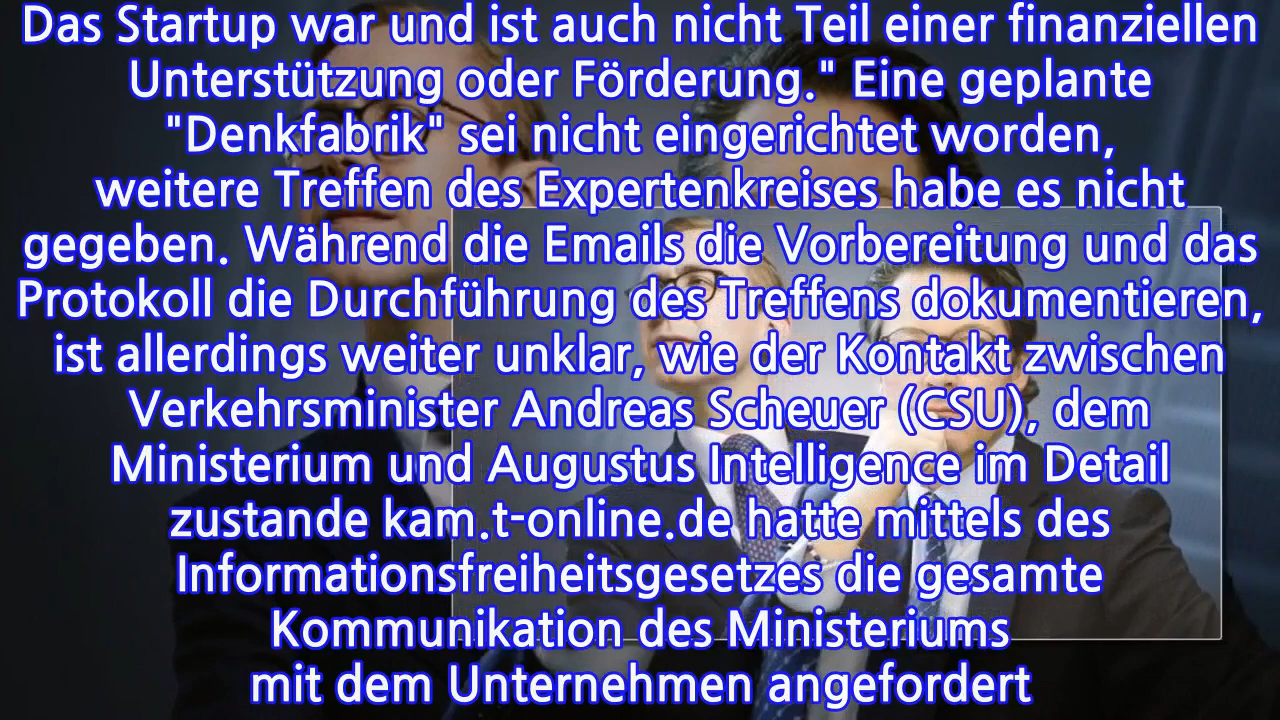 Das Startup war und ist auch nicht Teil einer finanziellen
Unterstützung oder Förderung." Eine geplante
"Denkfabrik" sei nicht eingerichtet worden,
weitere Treffen des Expertenkreises habe es nicht
gegeben. Während die Emails die Vorbereitung und das
Protokoll die Durchführung des Treffens dokumentieren,
ist allerdings weiter unklar, wie der Kontakt zwischen
Verkehrsminister Andreas Scheuer (CSU), dem
Ministerium und Augustus Intelligence im Detail
zustande kam.t-online.de hatte mittels des
Informationsfreiheitsgesetzes die gesamte
Kommunikation des Ministeriums
mit dem Unternehmen angefordert